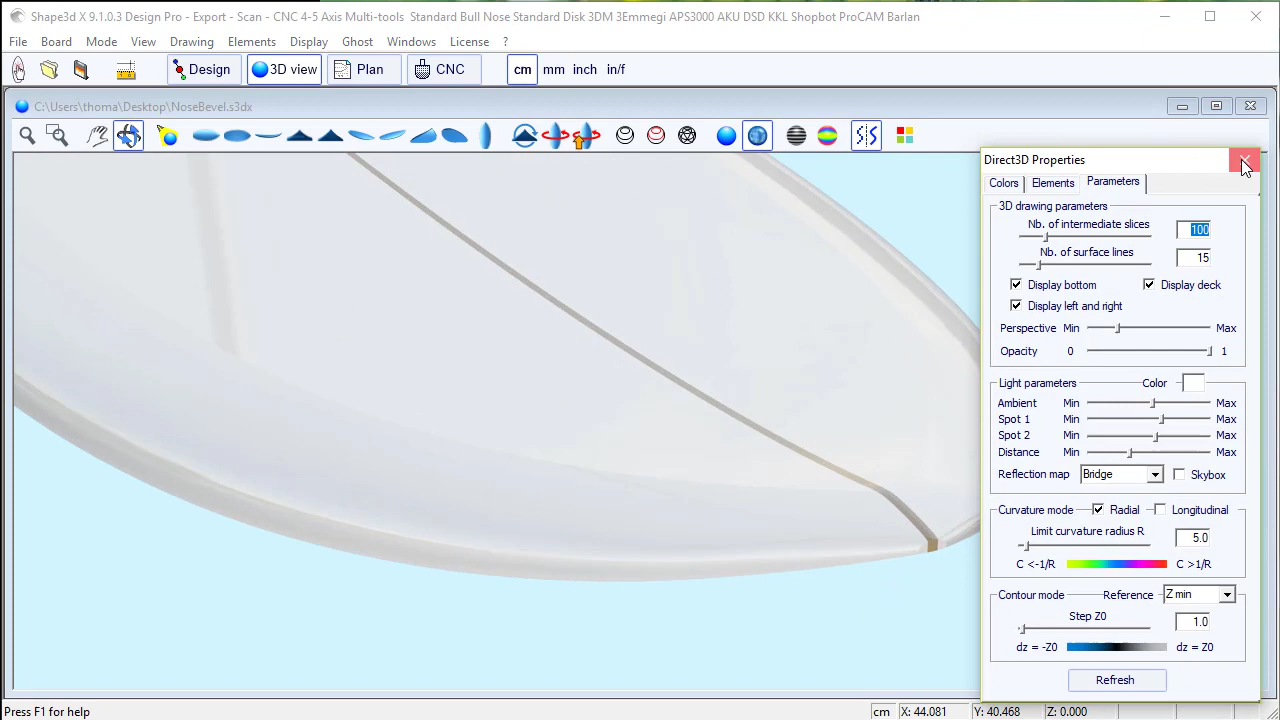 Shape3d X 9.1.0.3 Design Pro - Export - Scan - CNC 4-5 Axis Multi-tools  Standard Bull Nose Standard Disk 3DM 3Emmegi APS3000 AKU DSD KKL Shopbot ProCAM Barlan
File Board Mode View Drawing Elements Display Ghost Windows License ?
Design 3D view Plan CNC cm mm inch in/f
C:\Users\thoma\Desktop\NoseBevel.s3dx
Direct3D Properties
Colors Elements Parameters
3D drawing parameters
Nb. of intermediate slices 100
Nb. of surface lines 15
Display bottom Display deck
Display left and right
Perspective Min Max
Opacity 0 1
Light parameters Color
Ambient Min Max
Spot 1 Min Max
Spot 2 Min Max
Distance Min Max
Reflection map Bridge Skybox
Curvature mode Radial Longitudinal
Limit curvature radius R 5.0
C <-1/R C >1/R
Contour mode Reference Z min
Step Z0 1.0
dz = -Z0 dz = Z0
Refresh
Press F1 for help cm X: 44.081 Y: 40.468 Z: 0.000